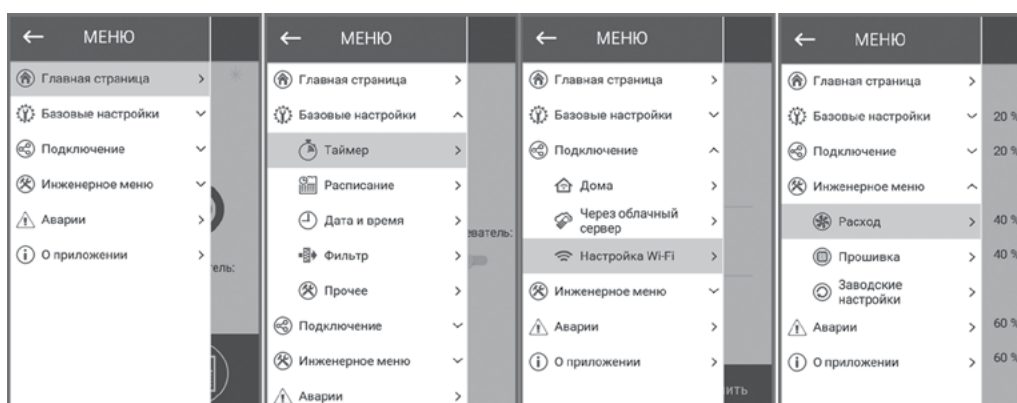 МЕНЮ
Главная страница
Базовые настройки
Подключение
Инженерное меню
Аварии
О приложении
тель:
МЕНЮ
Главная страница
Базовые настройки
Таймер
Расписание
Дата и время
Фильтр
Прочее
Подключение
Инженерное меню
Аварии
еватель:
МЕНЮ
Главная страница
Базовые настройки
Подключение
Дома
Через облачный
сервер
Настройка Wi-Fi
Инженерное меню
Аварии
О приложении
ить
МЕНЮ
Главная страница
Базовые настройки
Подключение
Инженерное меню
Расход
Прошивка
Заводские
настройки
Аварии
О приложении
20 %
20 %
40 %
40 %
60 %
60 %